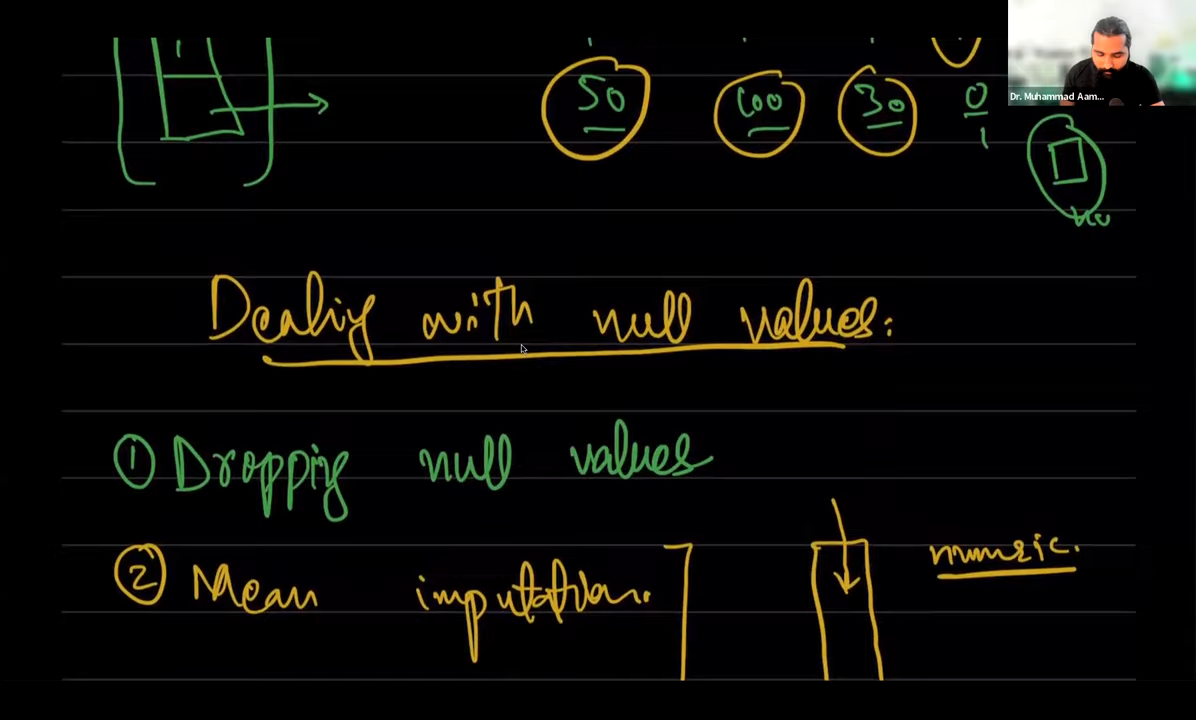 50 100 30 0
1
Dr. Muhammad Aam...
Dealing with null values:
① Dropping null values
② Mean imputation. numeric.